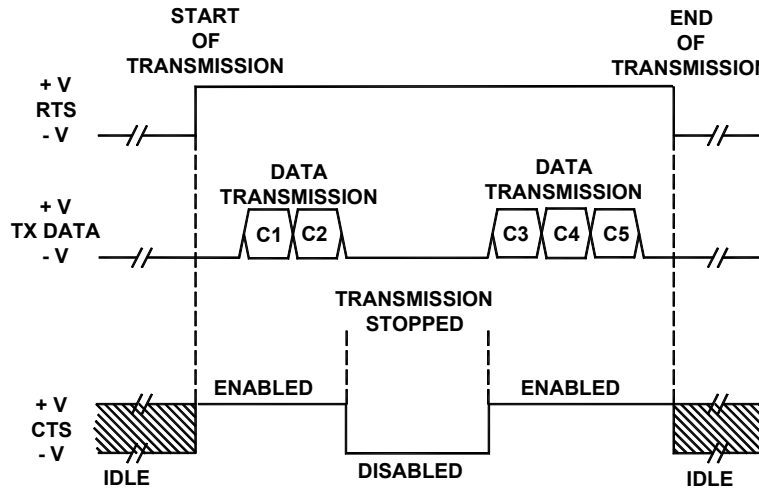 START
OF
TRANSMISSION
END
OF
TRANSMISSION
+ V
RTS
- V
DATA
TRANSMISSION
DATA
TRANSMISSION
+ V
TX DATA
- V
C1
C2
C3
C4
C5
TRANSMISSION
STOPPED
ENABLED
ENABLED
+ V
CTS
- V
IDLE
DISABLED
IDLE